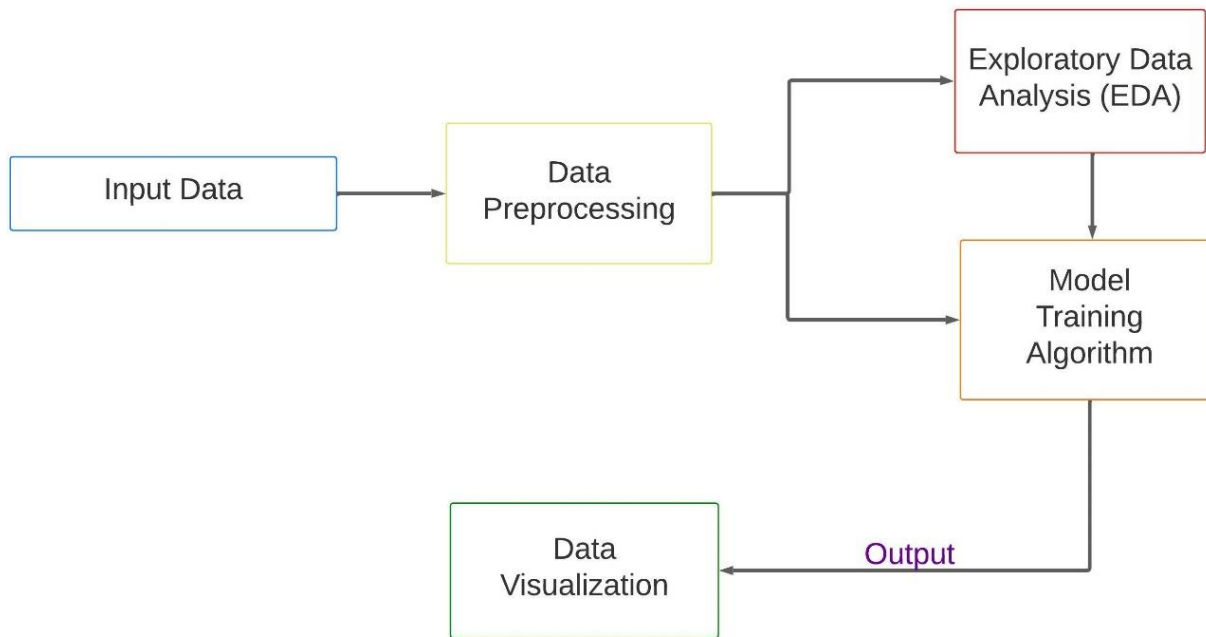 Input Data
Data
Preprocessing
Exploratory Data
Analysis (EDA)
Model
Training
Algorithm
Output
Data
Visualization